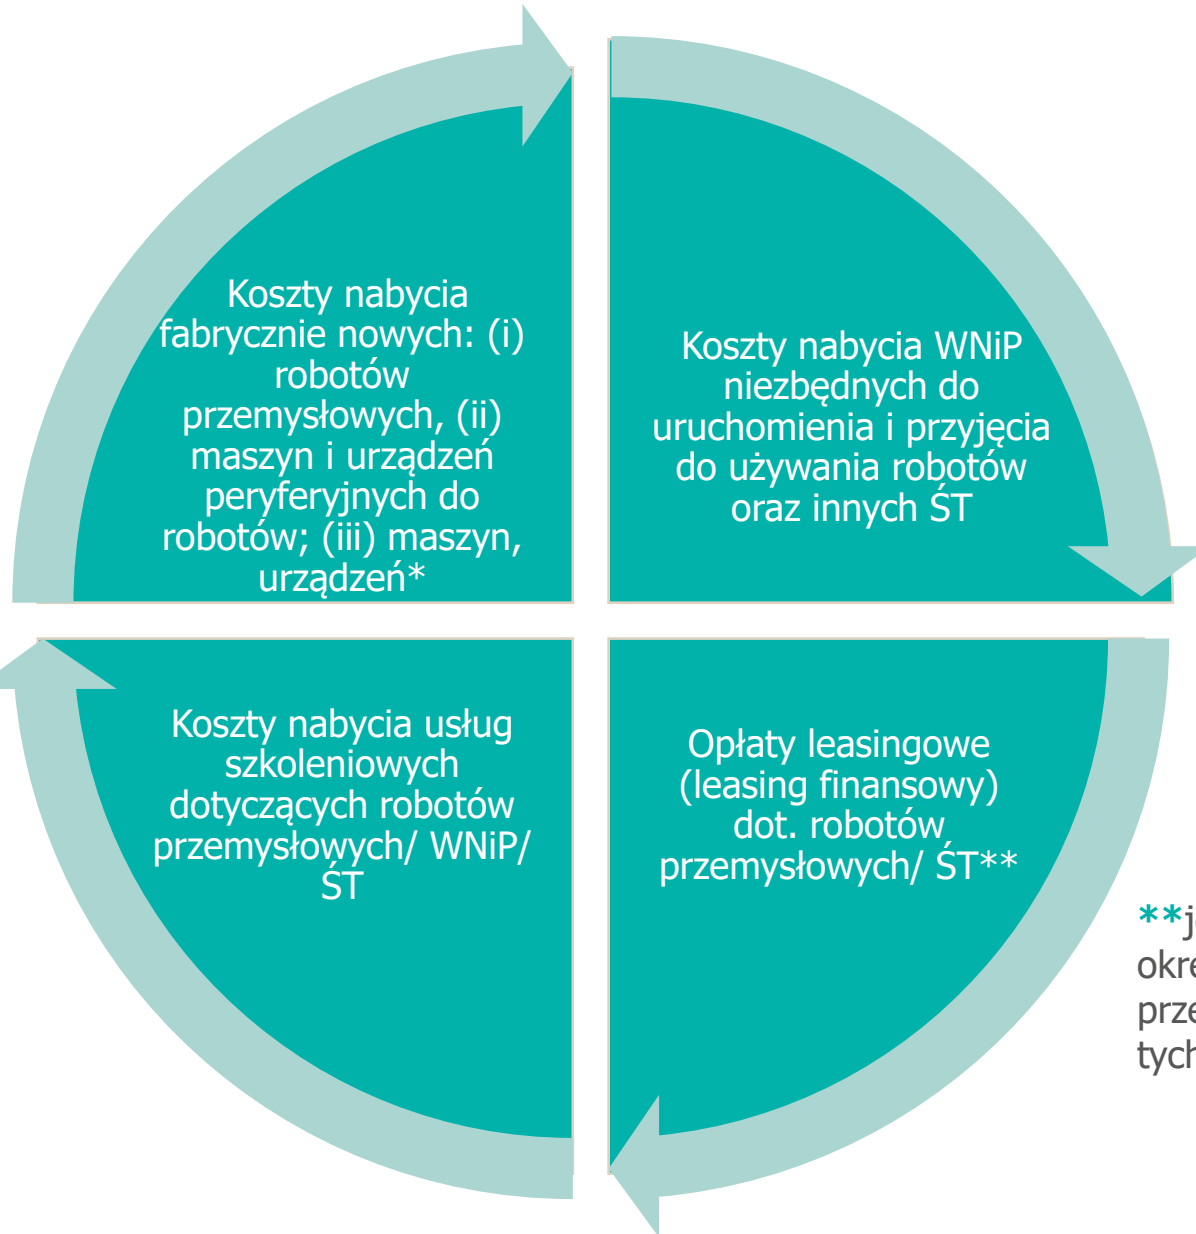 Koszty nabycia
fabrycznie nowych: (i)
robotów
przemysłowych, (ii)
maszyn i urządzeń
peryferyjnych do
robotów; (iii) maszyn,
urządzeń*
Koszty nabycia WNiP
niezbędnych do
uruchomienia i przyjęcia
do używania robotów
oraz innych ŚT
Koszty nabycia usług
szkoleniowych
dotyczących robotów
przemysłowych/ WNiP/
ŚT
Opłaty leasingowe
(leasing finansowy)
dot. robotów
przemysłowych/ ŚT**
**
tych